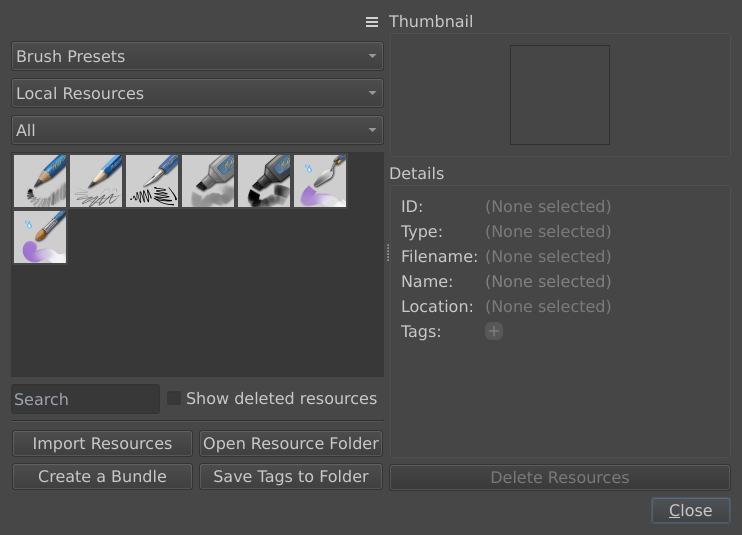 Thumbnail
Brush Presets
Local Resources
All
Details
ID: (None selected)
Type: (None selected)
Filename: (None selected)
Name: (None selected)
Location: (None selected)
Tags:
Search
Show deleted resources
Import Resources Open Resource Folder
Create a Bundle Save Tags to Folder
Delete Resources
Close